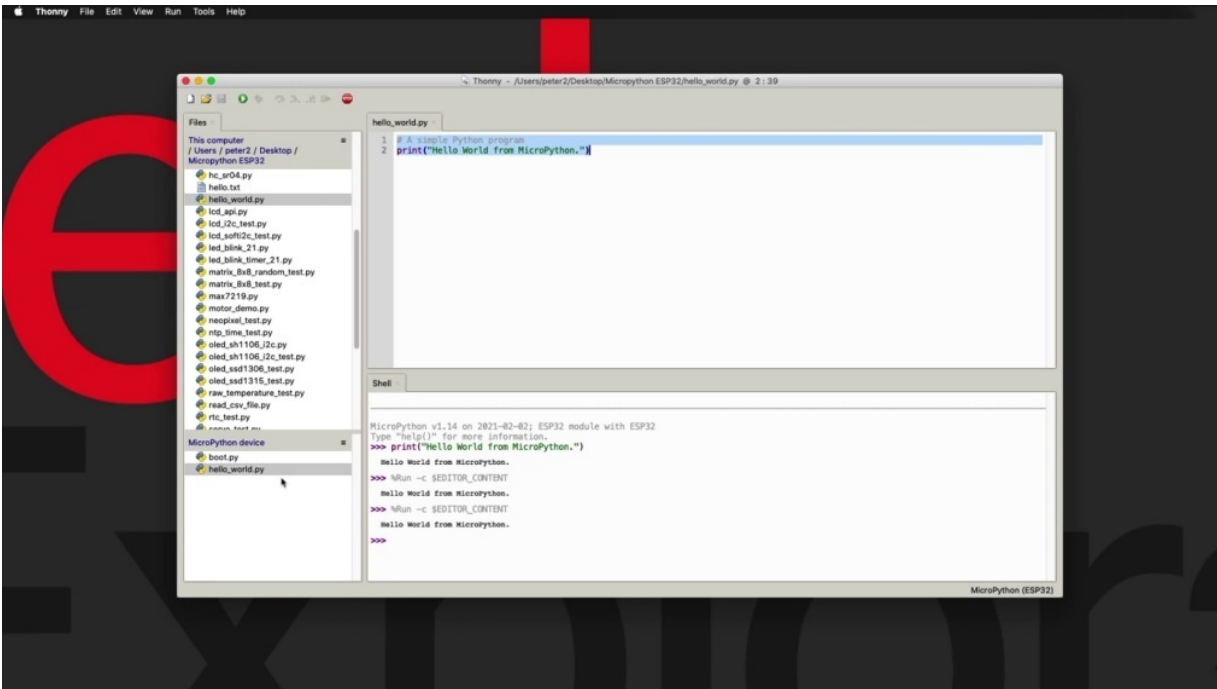 Thonny File Edit View Run Tools Help
Thonny - /Users/peter2/Desktop/Micropython ESP32/hello_world.py @ 2 : 39
Files
This computer
/ Users / peter2 / Desktop /
Micropython ESP32
hc_sr04.py
hello.txt
hello_world.py
lcd_api.py
lcd_i2c_test.py
lcd_softi2c_test.py
led_blink_21.py
led_blink_timer_21.py
matrix_8x8_random_test.py
matrix_8x8_test.py
max7219.py
motor_demo.py
neopixel_test.py
ntp_time_test.py
oled_sh1106_i2c.py
oled_sh1106_i2c_test.py
oled_ssd1306_test.py
oled_ssd1315_test.py
raw_temperature_test.py
read_csv_file.py
rtc_test.py
MicroPython device
boot.py
hello_world.py
hello_world.py
1 # A simple Python program
2 print("Hello World from MicroPython.")
Shell
MicroPython v1.14 on 2021-02-02; ESP32 module with ESP32
Type "help()" for more information.
>>> print("Hello World from MicroPython.")
Hello World from MicroPython.
>>> %Run -c $EDITOR_CONTENT
Hello World from MicroPython.
>>> %Run -c $EDITOR_CONTENT
Hello World from MicroPython.
>>>
MicroPython (ESP32)